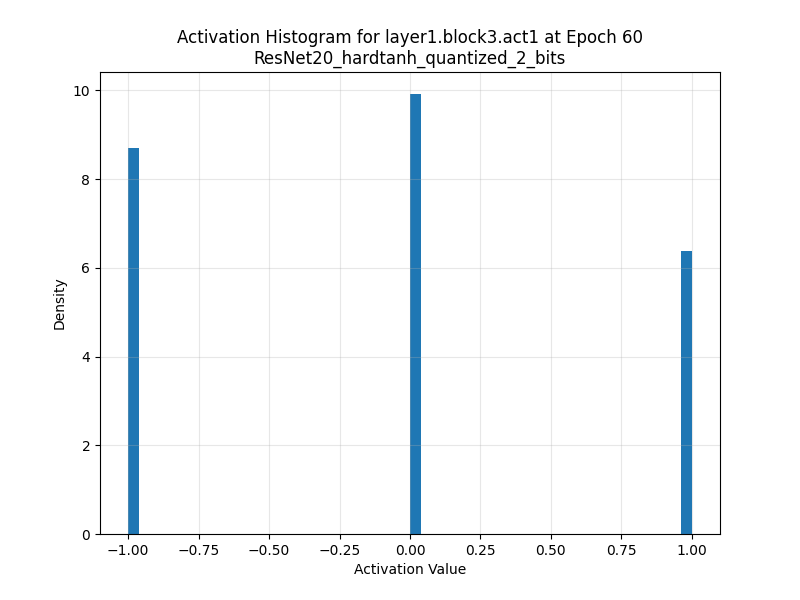 Activation Histogram for layer1.block3.act1 at Epoch 60
ResNet20_hardtanh_quantized_2_bits
Density
10
8
6
4
2
0
−1.00 −0.75 −0.50 −0.25 0.00 0.25 0.50 0.75 1.00
Activation Value